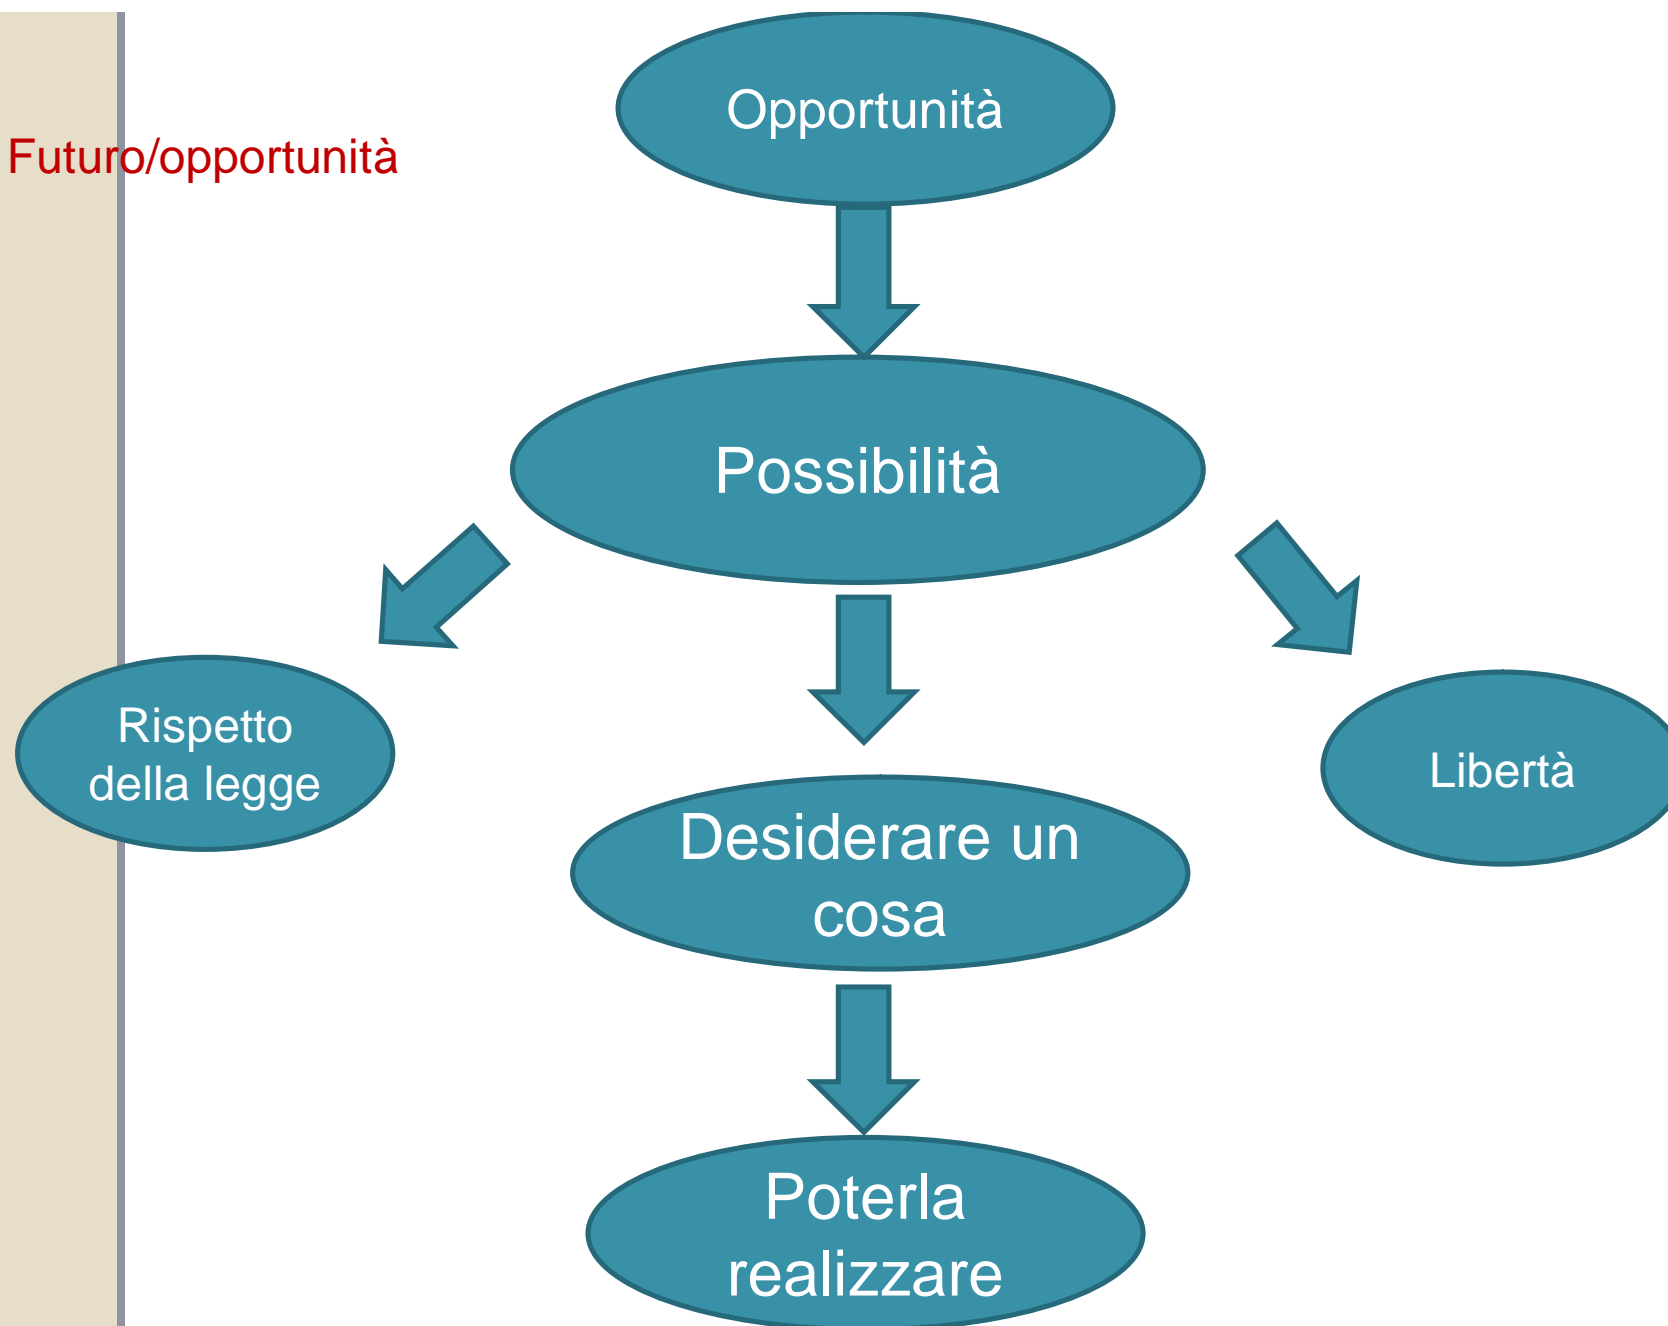 Opportunità
Futuro/opportunità
Possibilità
Rispetto
della legge
Libertà
Desiderare un
cosa
Poterla
realizzare